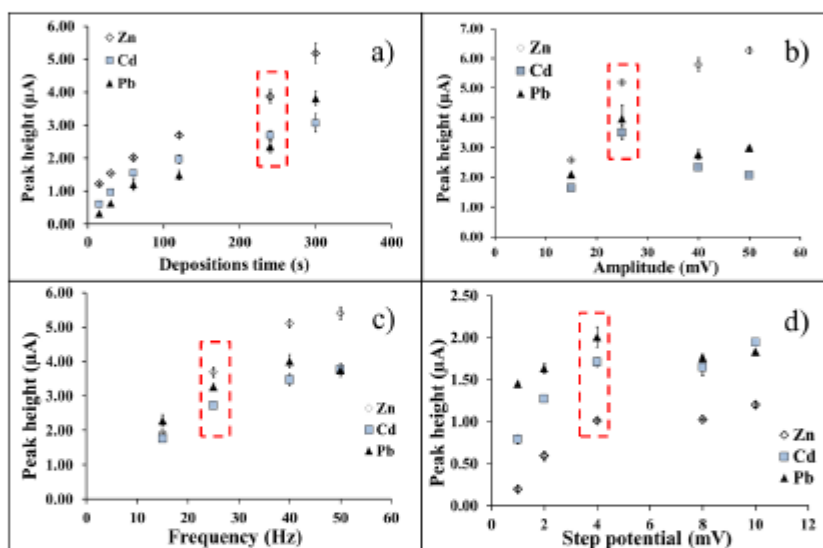 a)
Zn
Cd
Pb
Peak height (µA)
6.00
5.00
4.00
3.00
2.00
1.00
0.00
0
100
200
300
400
Depositions time (s)
b)
Zn
Cd
Pb
Peak height (µA)
7.00
6.00
5.00
4.00
3.00
2.00
1.00
0.00
0
10
20
30
40
50
60
Amplitude (mV)
c)
Zn
Cd
Pb
Peak height (µA)
6.00
5.00
4.00
3.00
2.00
1.00
0.00
0
10
20
30
40
50
60
Frequency (Hz)
d)
Zn
Cd
Pb
Peak height (µA)
2.50
2.00
1.50
1.00
0.50
0.00
0
2
4
6
8
10
12
Step potential (mV)